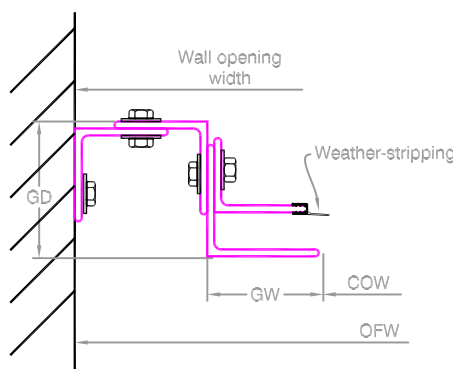 Wall opening
width
Weather-stripping
GD
GW
COW
OFW